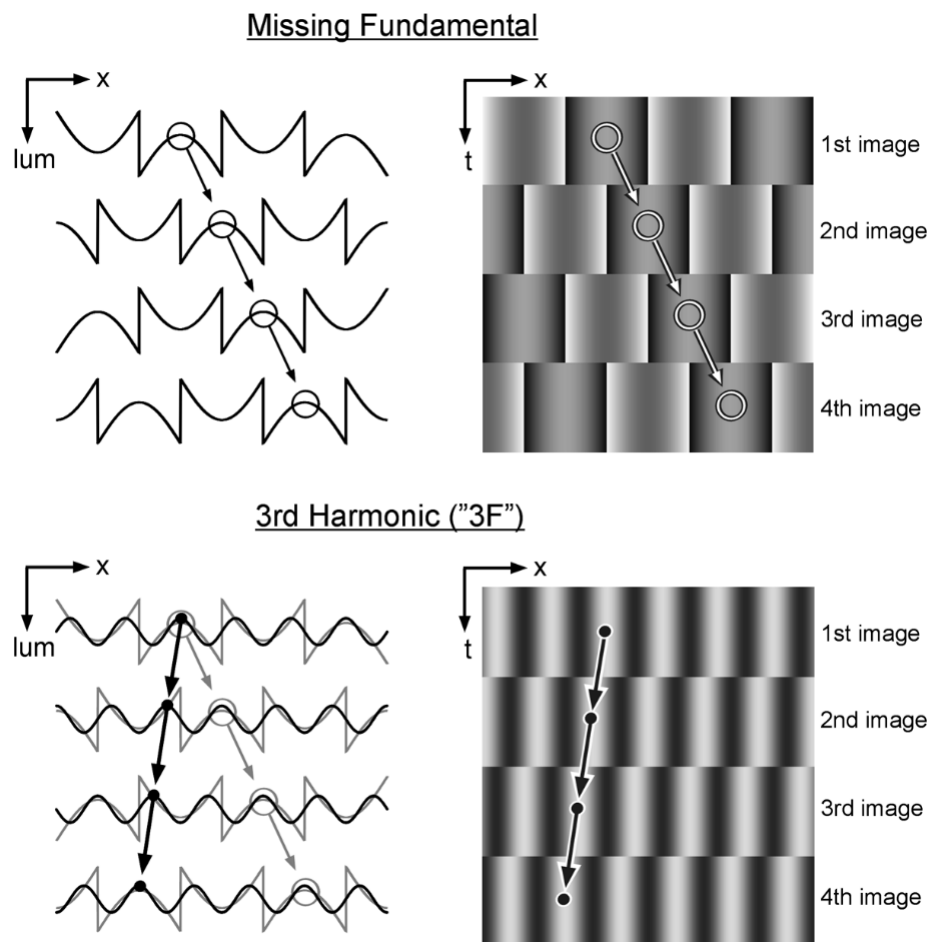 Missing Fundamental
x
lum
x
t
1st image
2nd image
3rd image
4th image
3rd Harmonic (”3F”)
x
lum
x
t
1st image
2nd image
3rd image
4th image